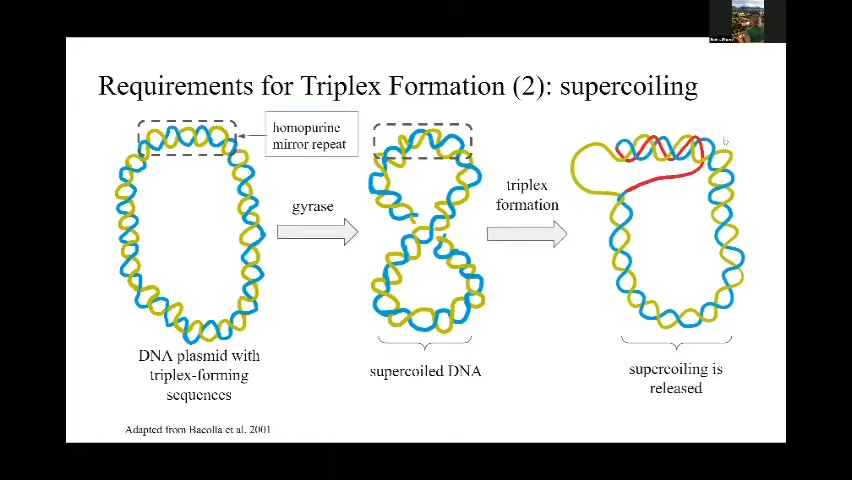 Requirements for Triplex Formation (2): supercoiling
homopurine
mirror repeat
gyrase
triplex
formation
DNA plasmid with
triplex-forming
sequences
supercoiled DNA
supercoiling is
released
Adapted from Bacolla et al. 2001